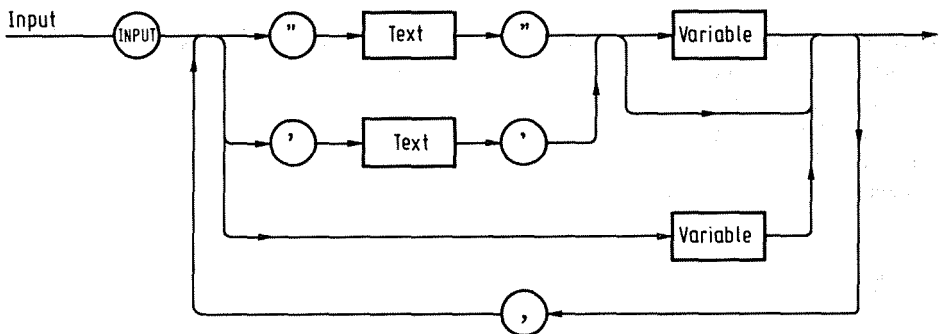 Input
INPUT " Text " Variable
' Text '
Variable
,